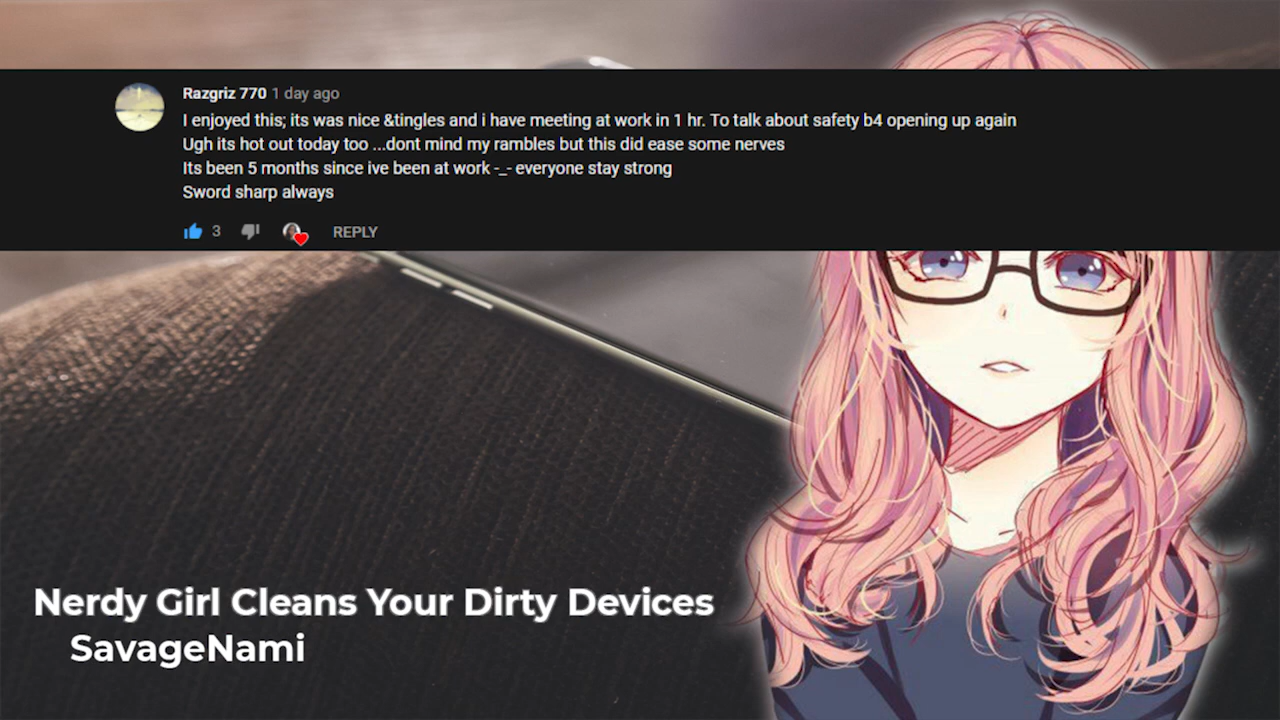 Razgriz 770 1 day ago
I enjoyed this; its was nice &tingles and i have meeting at work in 1 hr. To talk about safety b4 opening up again
Ugh its hot out today too ...dont mind my rambles but this did ease some nerves
Its been 5 months since ive been at work -_- everyone stay strong
Sword sharp always
3 REPLY
Nerdy Girl Cleans Your Dirty Devices
SavageNami